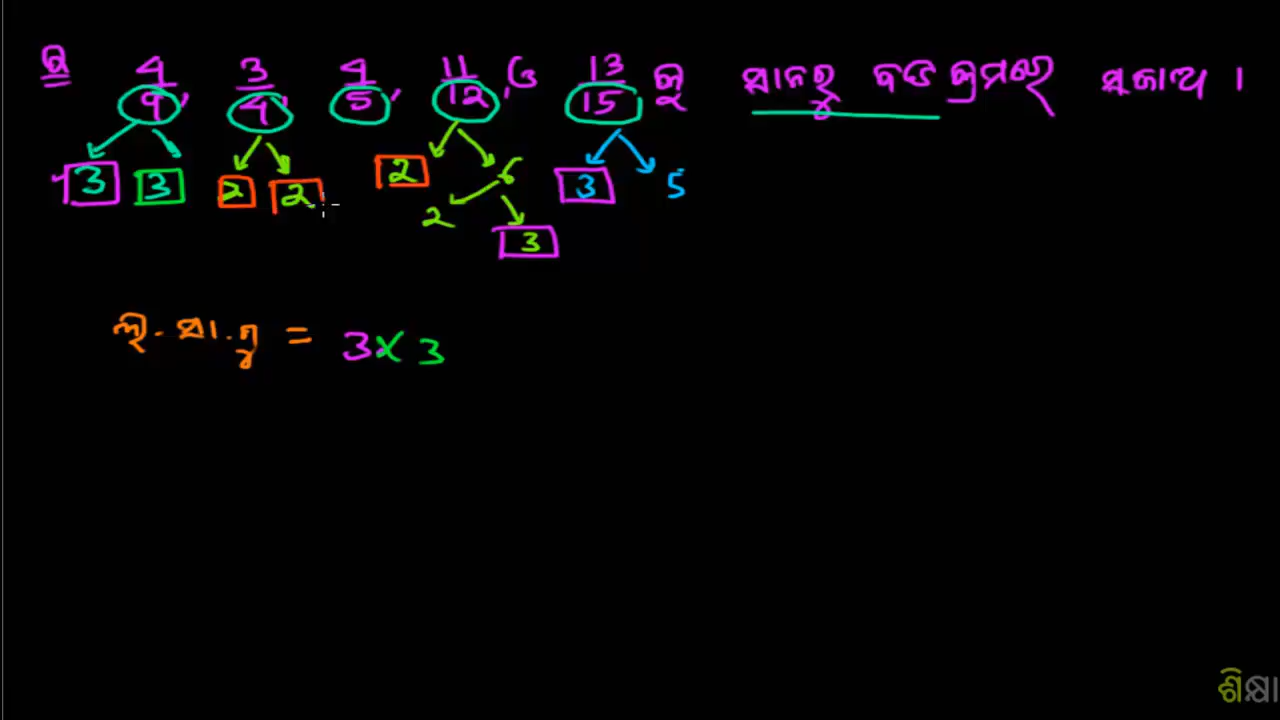 ପ୍ର 4/9, 3/4, 4/5, 11/12, ଓ 13/15 କୁ ସାନରୁ ବଡ କ୍ରମରେ ସଜାଅ ।
3 3 2 2 2 6 3 5
2 3
ଲ.ସା.ଗୁ = 3 x 3
ଶିକ୍ଷା